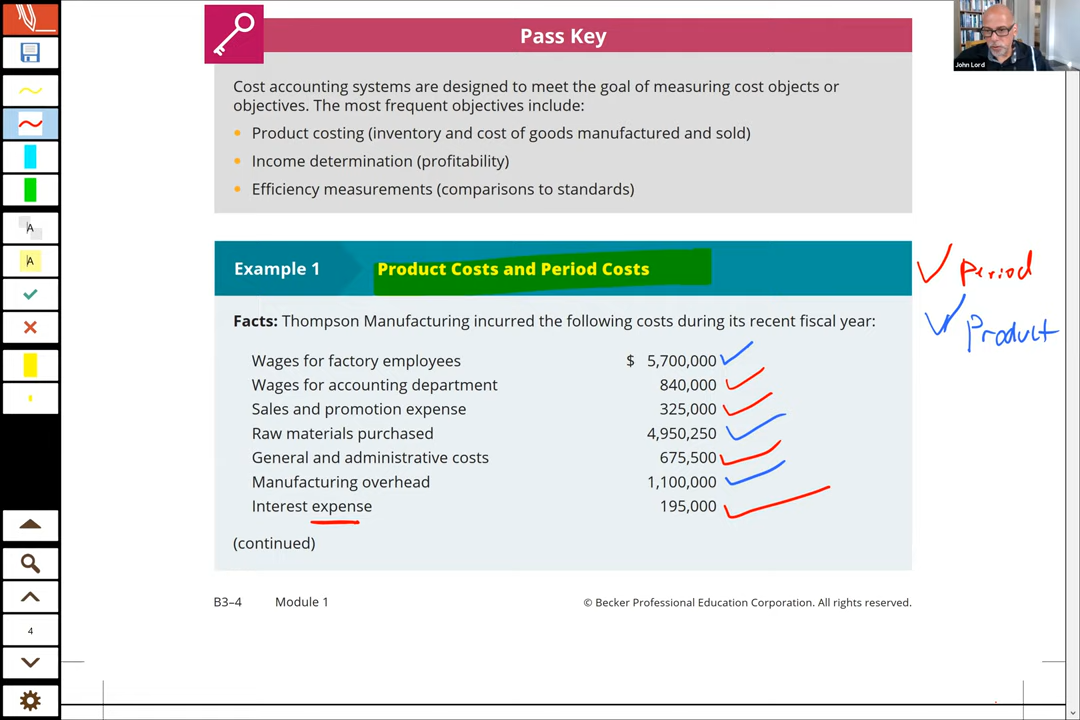 Pass Key
John Lord
Cost accounting systems are designed to meet the goal of measuring cost objects or
objectives. The most frequent objectives include:
• Product costing (inventory and cost of goods manufactured and sold)
• Income determination (profitability)
• Efficiency measurements (comparisons to standards)
A
A
Example 1 Product Costs and Period Costs
Period
Product
Facts: Thompson Manufacturing incurred the following costs during its recent fiscal year:
Wages for factory employees $ 5,700,000
Wages for accounting department 840,000
Sales and promotion expense 325,000
Raw materials purchased 4,950,250
General and administrative costs 675,500
Manufacturing overhead 1,100,000
Interest expense 195,000
(continued)
B3–4 Module 1 © Becker Professional Education Corporation. All rights reserved.
4